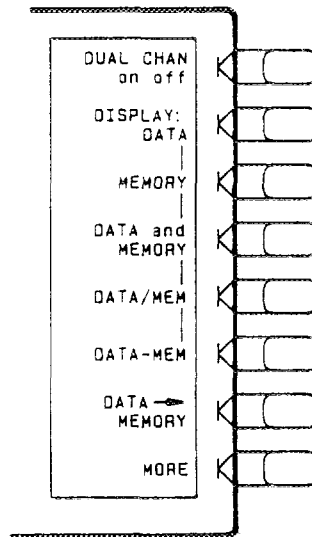 DUAL CHAN
on off
DISPLAY:
DATA
MEMORY
DATA and
MEMORY
DATA/MEM
DATA-MEM
DATA →
MEMORY
MORE